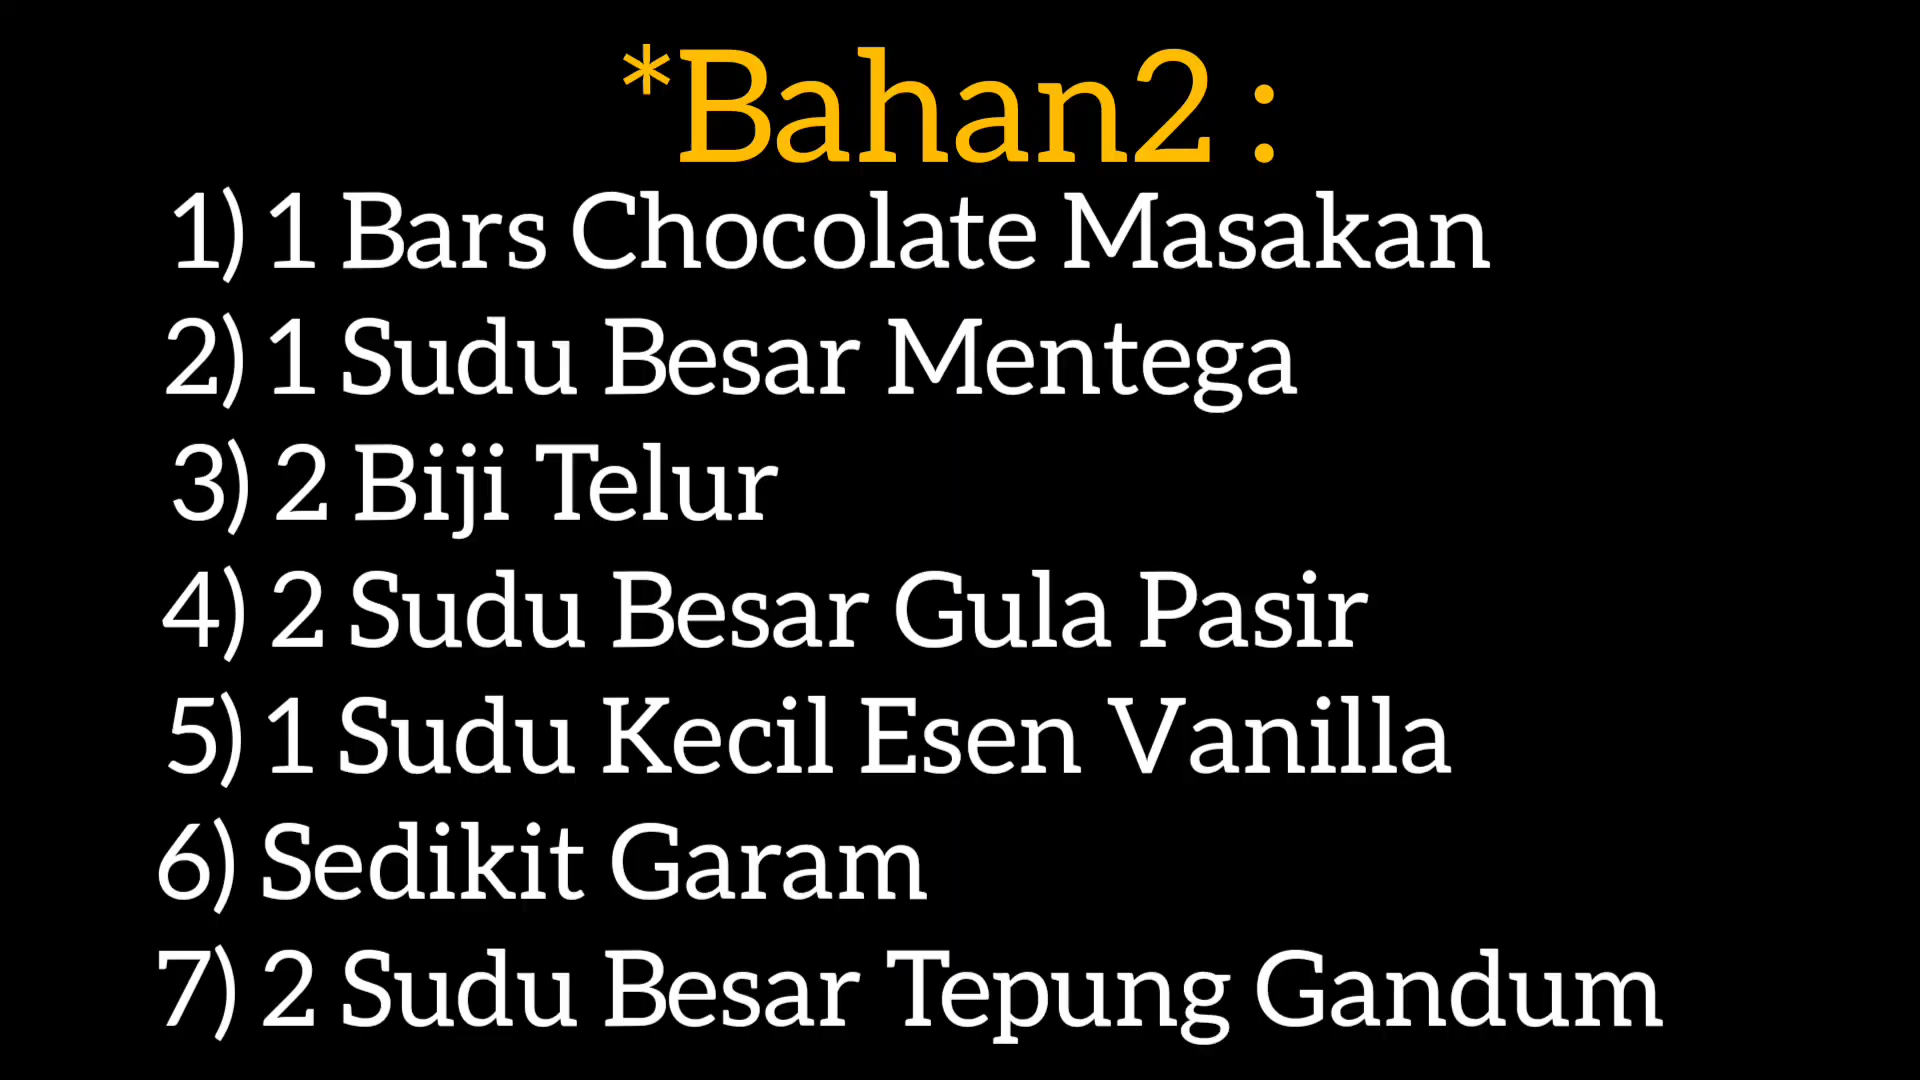 *Bahan2 :
1) 1 Bars Chocolate Masakan
2) 1 Sudu Besar Mentega
3) 2 Biji Telur
4) 2 Sudu Besar Gula Pasir
5) 1 Sudu Kecil Esen Vanilla
6) Sedikit Garam
7) 2 Sudu Besar Tepung Gandum